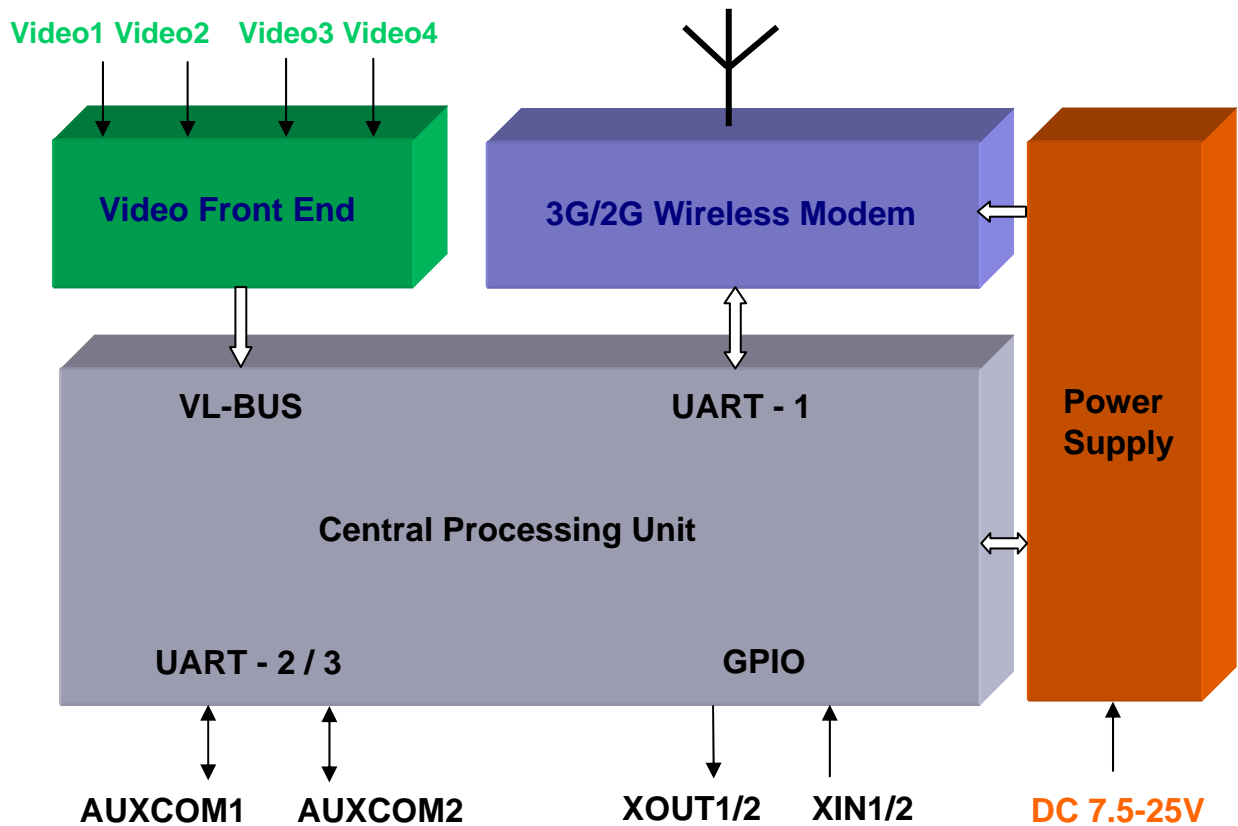 Video1 Video2 Video3 Video4
Video Front End
3G/2G Wireless Modem
VL-BUS
UART - 1
Power
Supply
Central Processing Unit
UART - 2 / 3
GPIO
AUXCOM1
AUXCOM2
XOUT1/2
XIN1/2
DC 7.5-25V